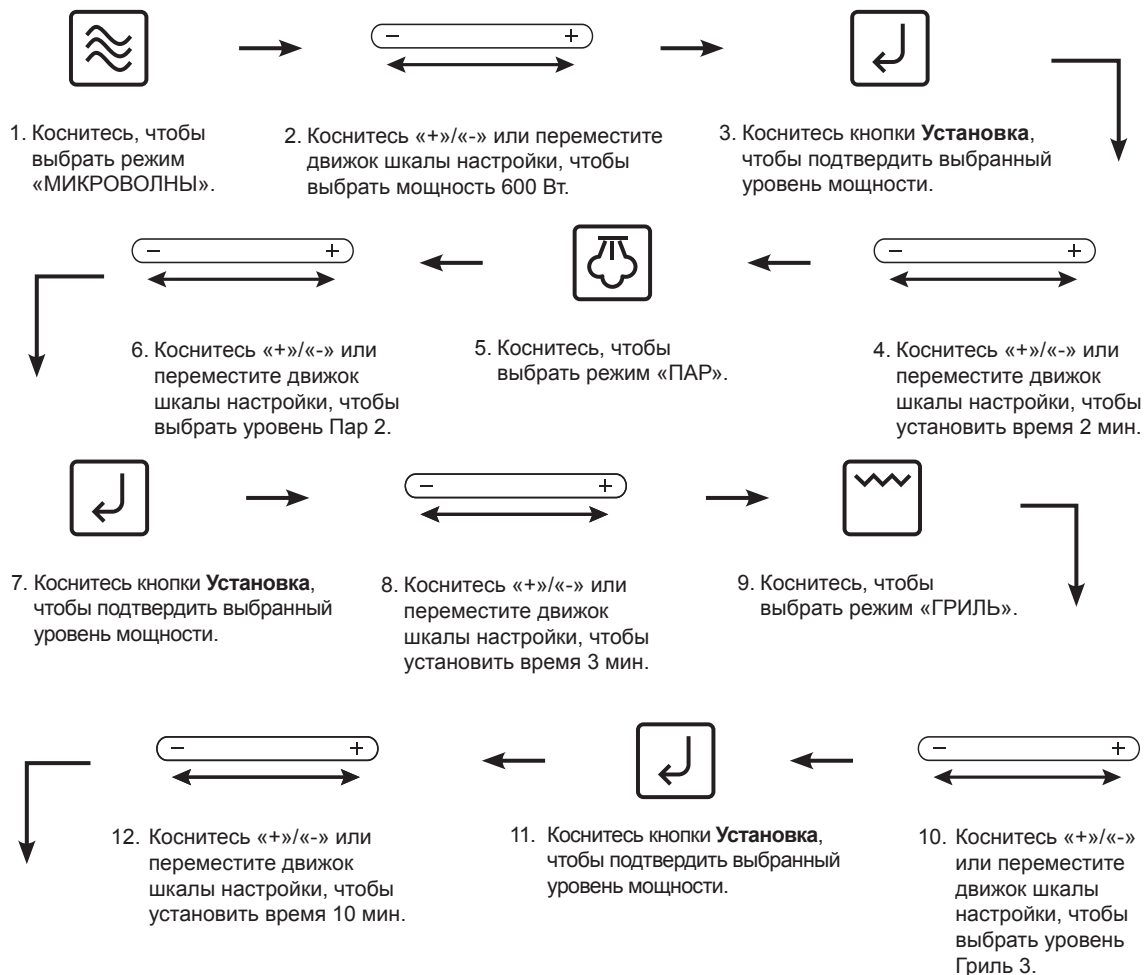 1. Коснитесь, чтобы
выбрать режим
«МИКРОВОЛНЫ».
− +
2. Коснитесь «+»/«-» или переместите
движок шкалы настройки, чтобы
выбрать мощность 600 Вт.
3. Коснитесь кнопки Установка,
чтобы подтвердить выбранный
уровень мощности.
− +
4. Коснитесь «+»/«-» или
переместите движок
шкалы настройки, чтобы
установить время 2 мин.
5. Коснитесь, чтобы
выбрать режим «ПАР».
− +
6. Коснитесь «+»/«-» или
переместите движок
шкалы настройки, чтобы
выбрать уровень Пар 2.
7. Коснитесь кнопки Установка,
чтобы подтвердить выбранный
уровень мощности.
− +
8. Коснитесь «+»/«-» или
переместите движок
шкалы настройки, чтобы
установить время 3 мин.
9. Коснитесь, чтобы
выбрать режим «ГРИЛЬ».
− +
10. Коснитесь «+»/«-»
или переместите
движок шкалы
настройки, чтобы
выбрать уровень
Гриль 3.
11. Коснитесь кнопки Установка,
чтобы подтвердить выбранный
уровень мощности.
− +
12. Коснитесь «+»/«-» или
переместите движок
шкалы настройки, чтобы
установить время 10 мин.